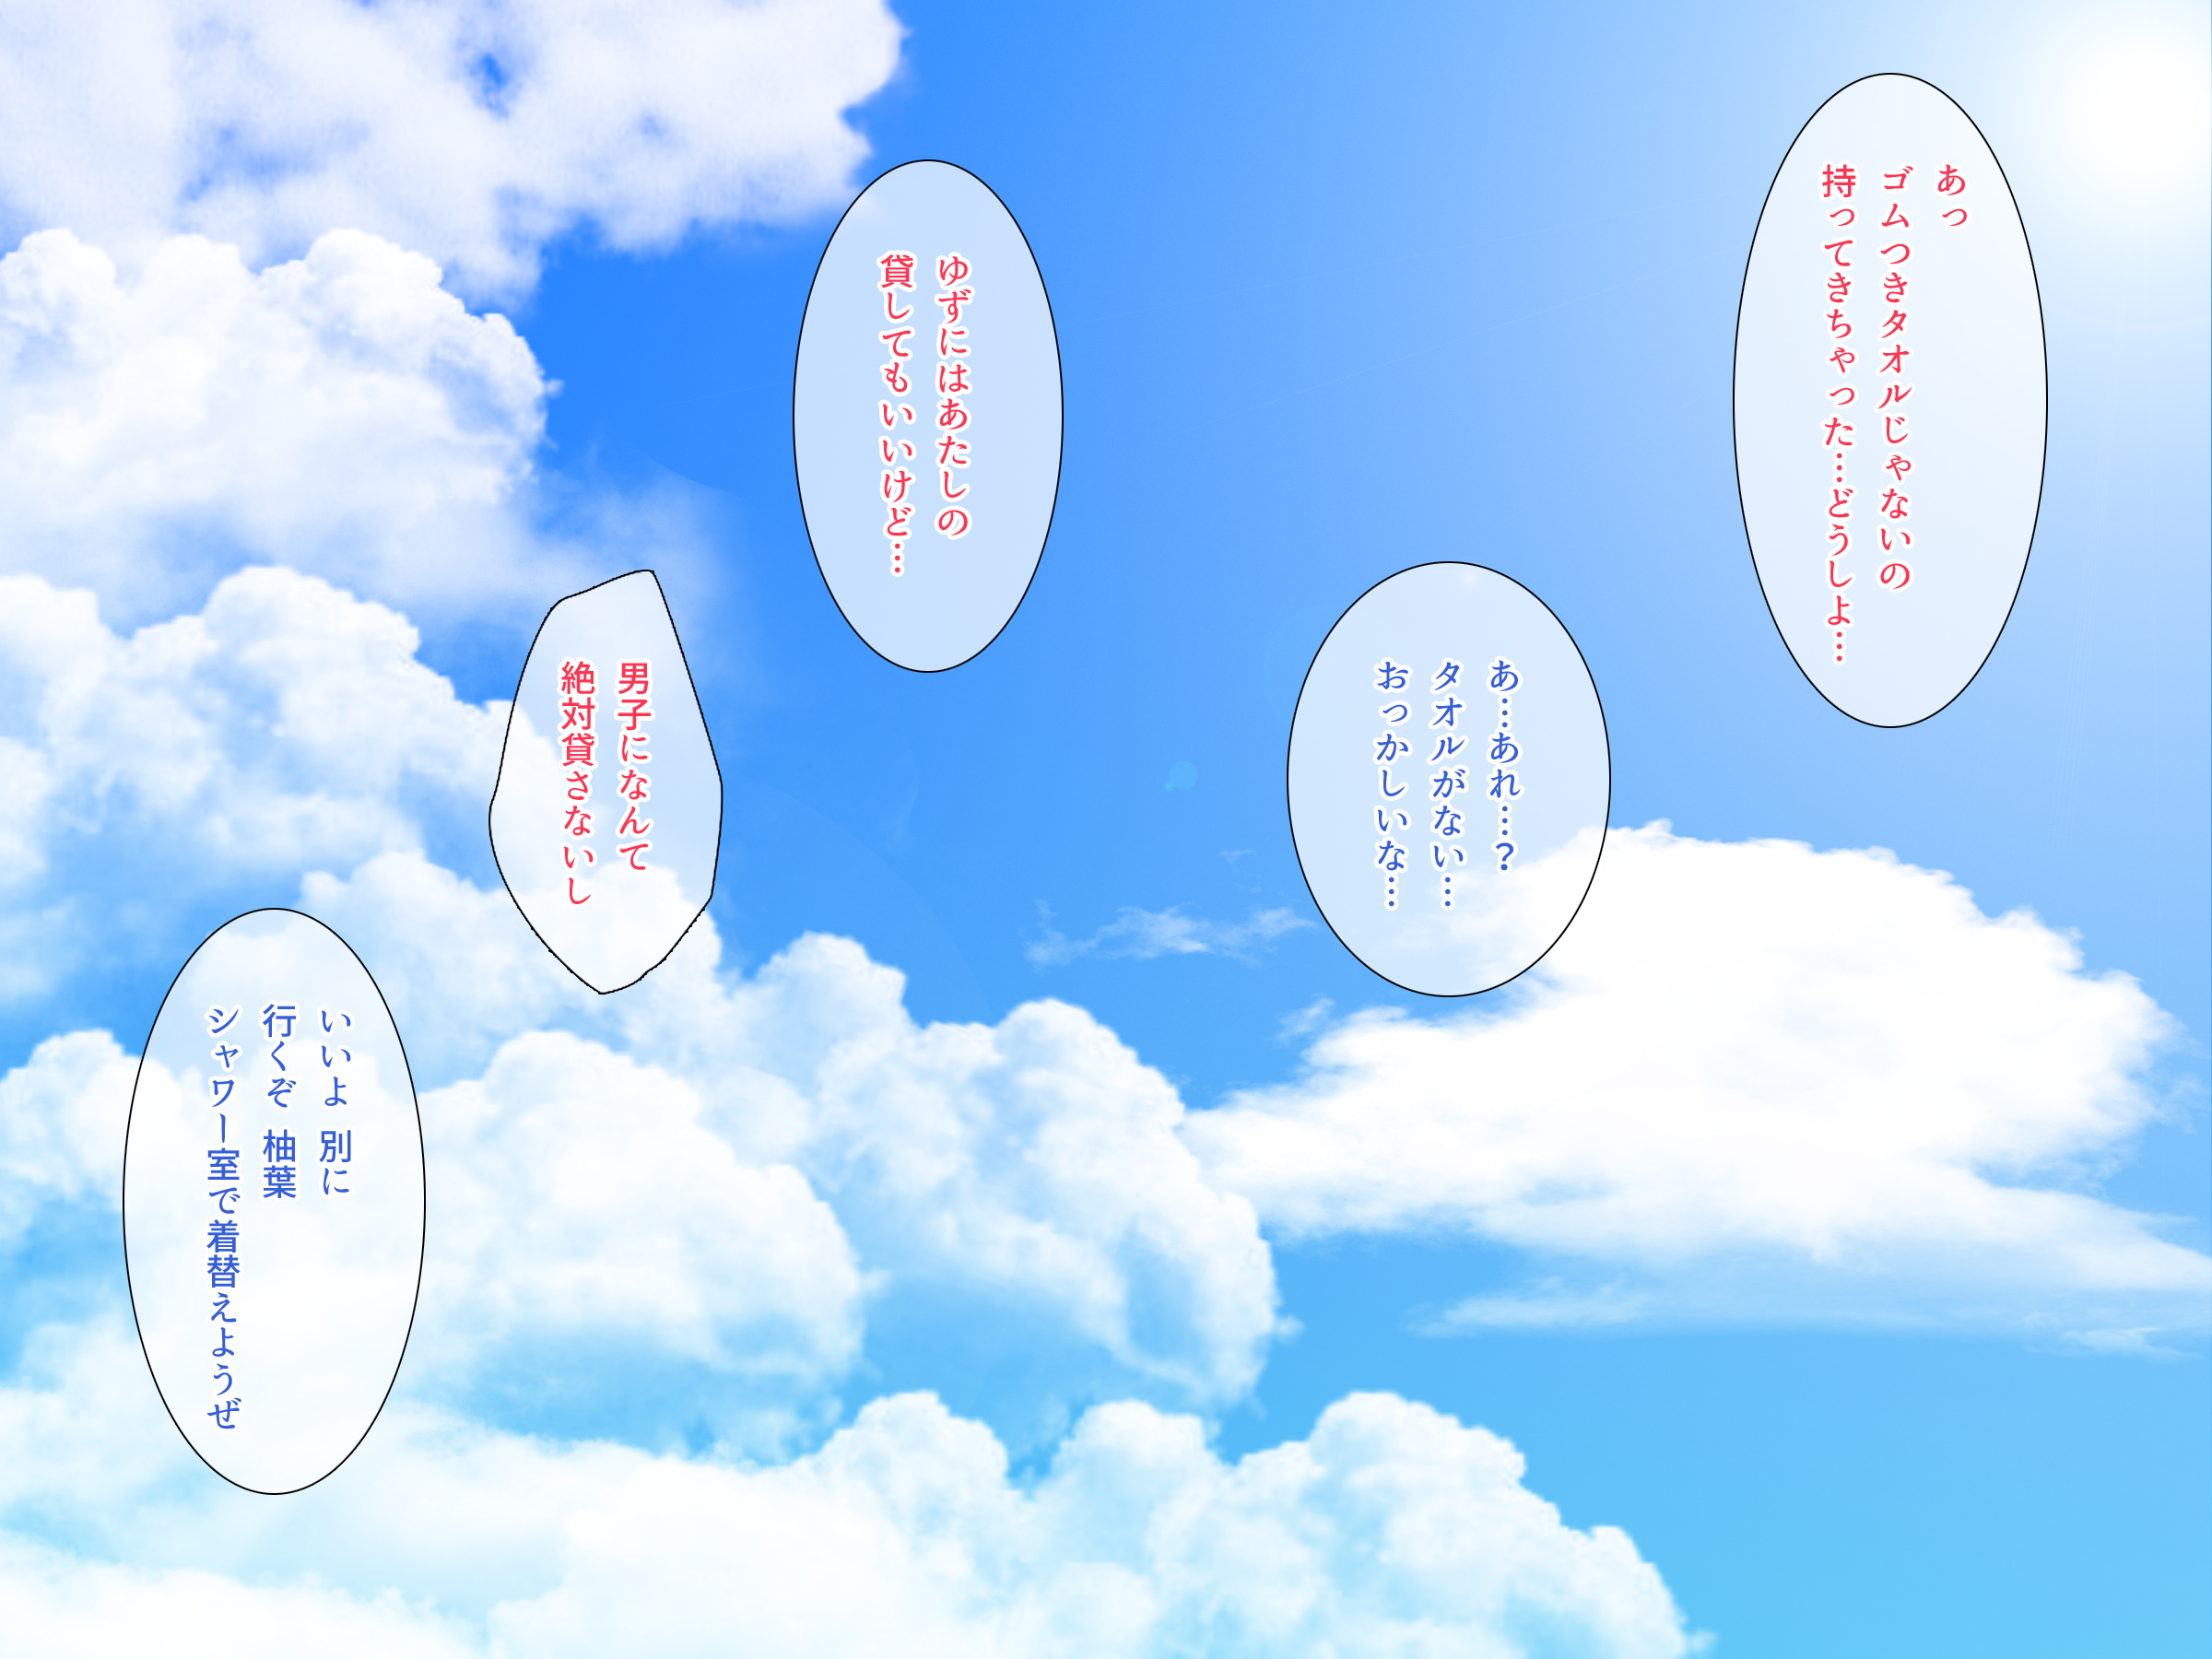 あっ
ゴムつきタオルじゃないの
持ってきちゃった…どうしよ…
あ…あれ…？
タオルがない…
おっかしいな…
ゆずにはあたしの
貸してもいいけど…
男子になんて
絶対貸さないし
いいよ 別に
行くぞ 柚葉
シャワー室で着替えようぜ